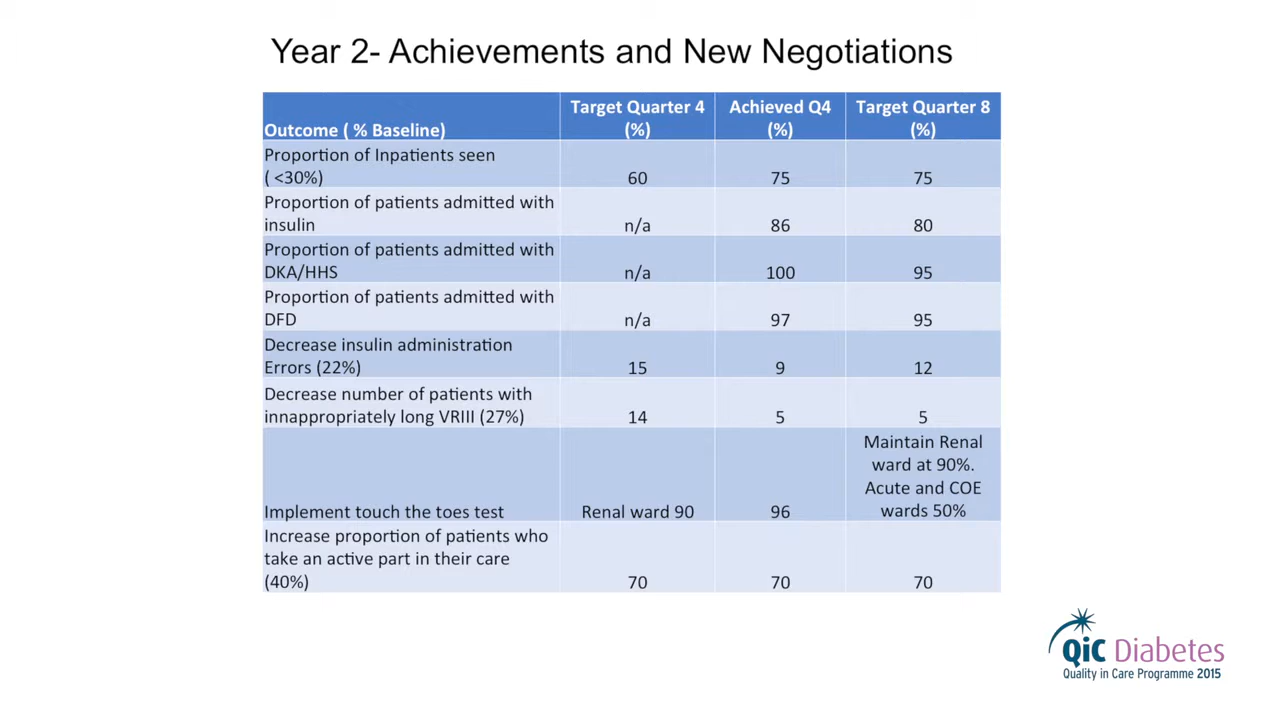 Year 2- Achievements and New Negotiations
Outcome ( % Baseline)
Target Quarter 4
(%)
Achieved Q4
(%)
Target Quarter 8
(%)
Proportion of Inpatients seen
( <30%)
60
75
75
Proportion of patients admitted with
insulin
n/a
86
80
Proportion of patients admitted with
DKA/HHS
n/a
100
95
Proportion of patients admitted with
DFD
n/a
97
95
Decrease insulin administration
Errors (22%)
15
9
12
Decrease number of patients with
innappropriately long VRIII (27%)
14
5
5
Implement touch the toes test
Renal ward 90
96
Maintain Renal
ward at 90%.
Acute and COE
wards 50%
Increase proportion of patients who
take an active part in their care
(40%)
70
70
70
QiC Diabetes
Quality in Care Programme 2015